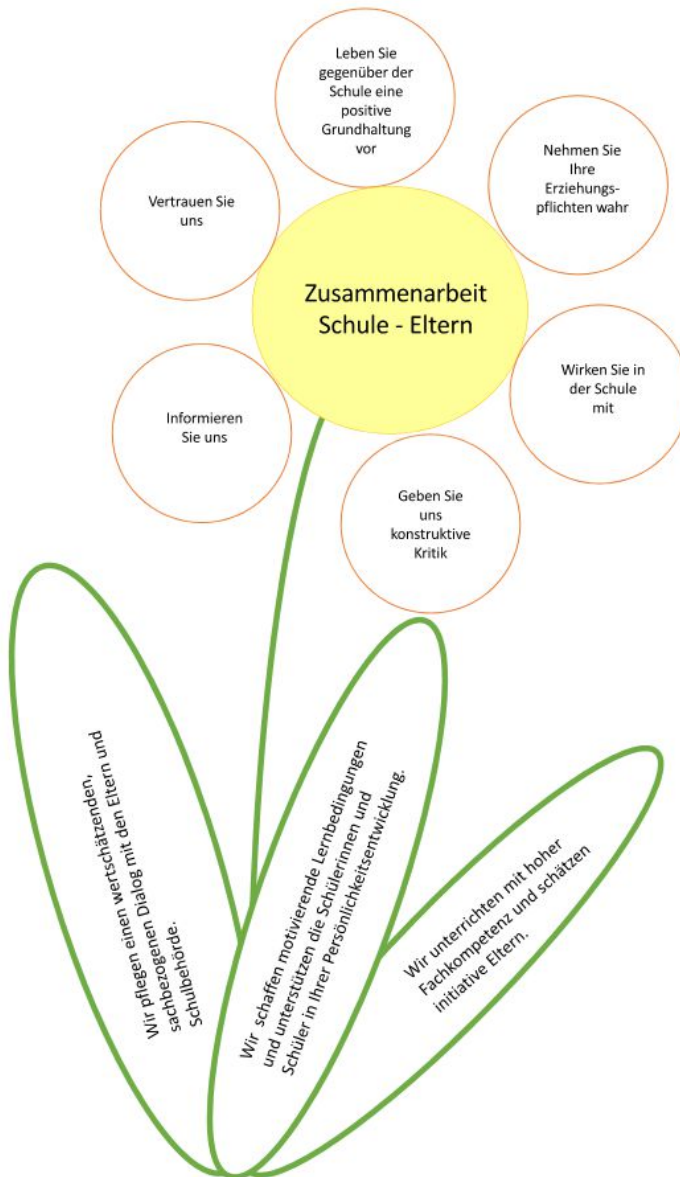 Leben Sie
gegenüber der
Schule eine
positive
Grundhaltung
vor
Nehmen Sie
Ihre
Erziehungs-
pflichten wahr
Vertrauen Sie
uns
Zusammenarbeit
Schule - Eltern
Wirken Sie in
der Schule
mit
Informieren
Sie uns
Geben Sie
uns
konstruktive
Kritik
Wir pflegen einen wertschätzenden,
sachbezogenen Dialog mit den Eltern und
Schulbehörde.
Wir schaffen motivierende Lernbedingungen
und unterstützen die Schülerinnen und
Schüler in Ihrer Persönlichkeitsentwicklung.
Wir unterrichten mit hoher
Fachkompetenz und schätzen
initiative Eltern.